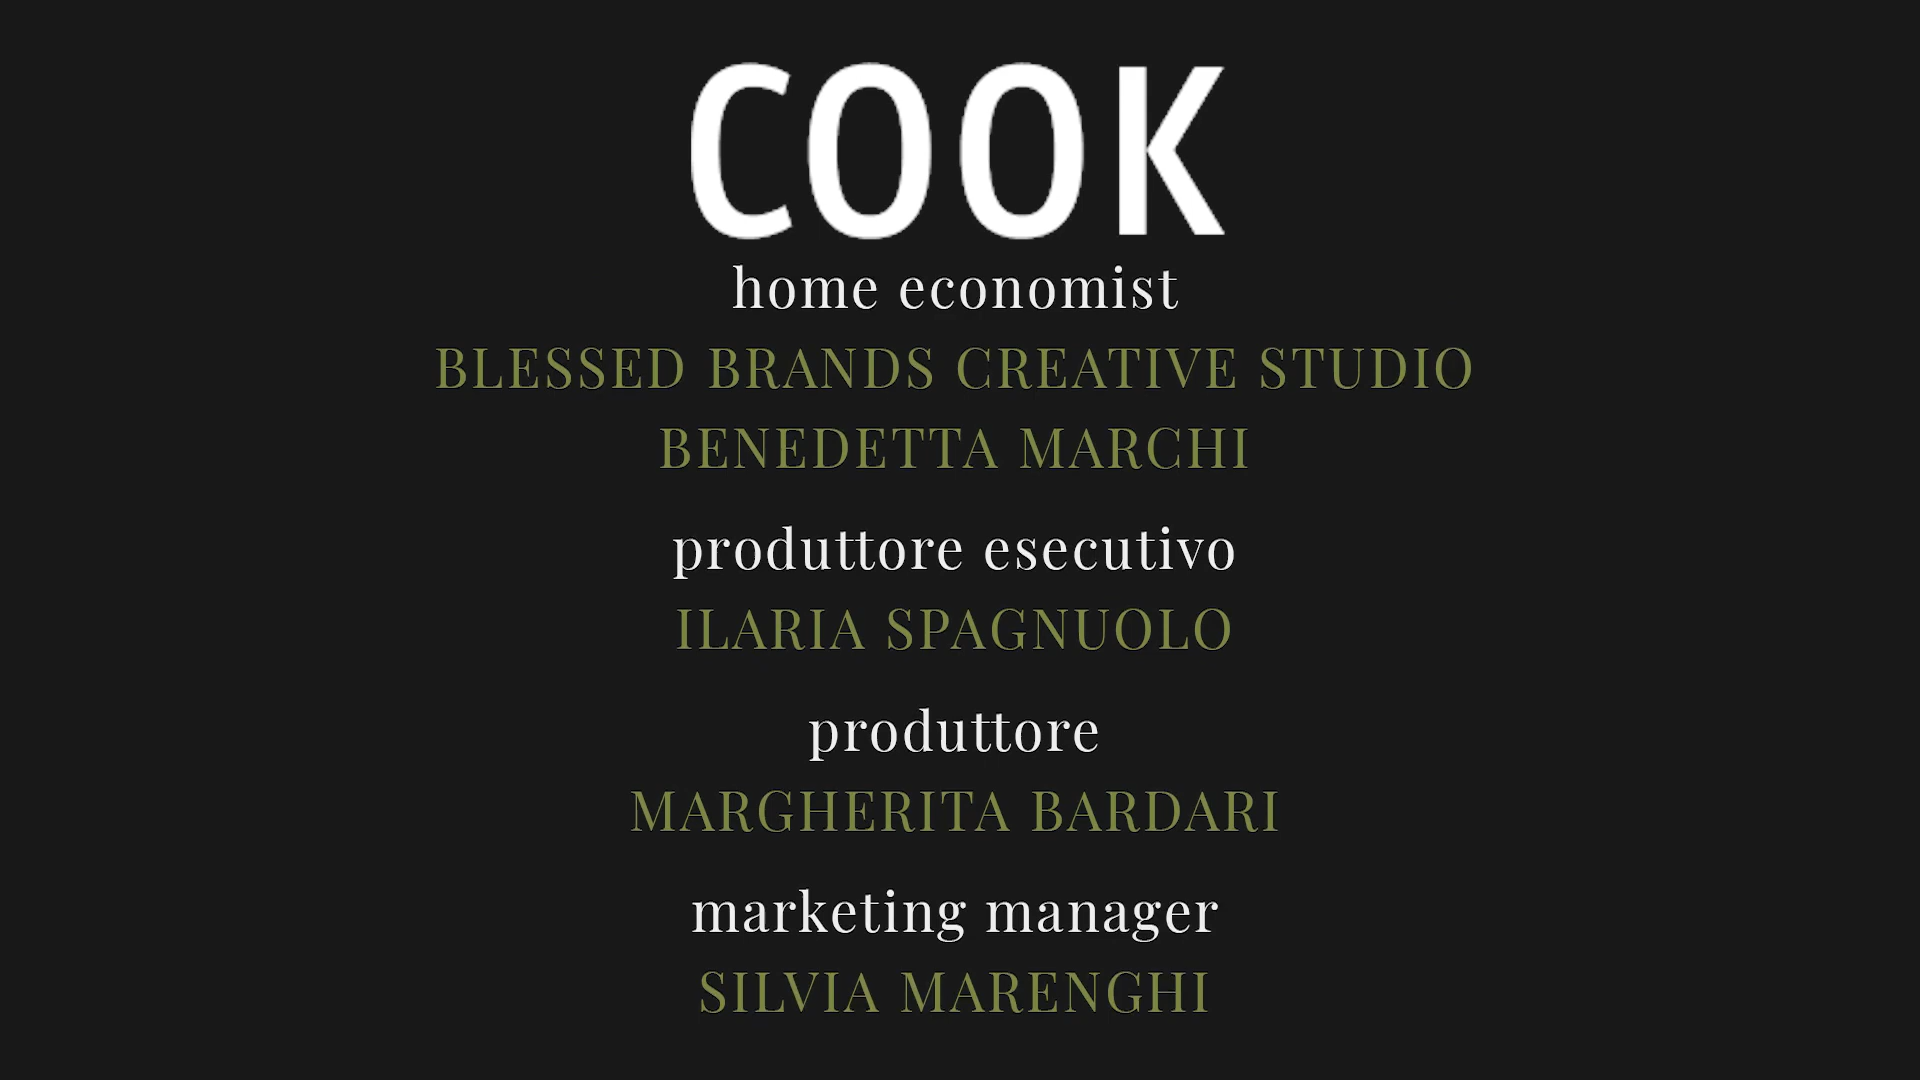 COOK
home economist
BLESSED BRANDS CREATIVE STUDIO
BENEDETTA MARCHI
produttore esecutivo
ILARIA SPAGNUOLO
produttore
MARGHERITA BARDARI
marketing manager
SILVIA MARENGHI